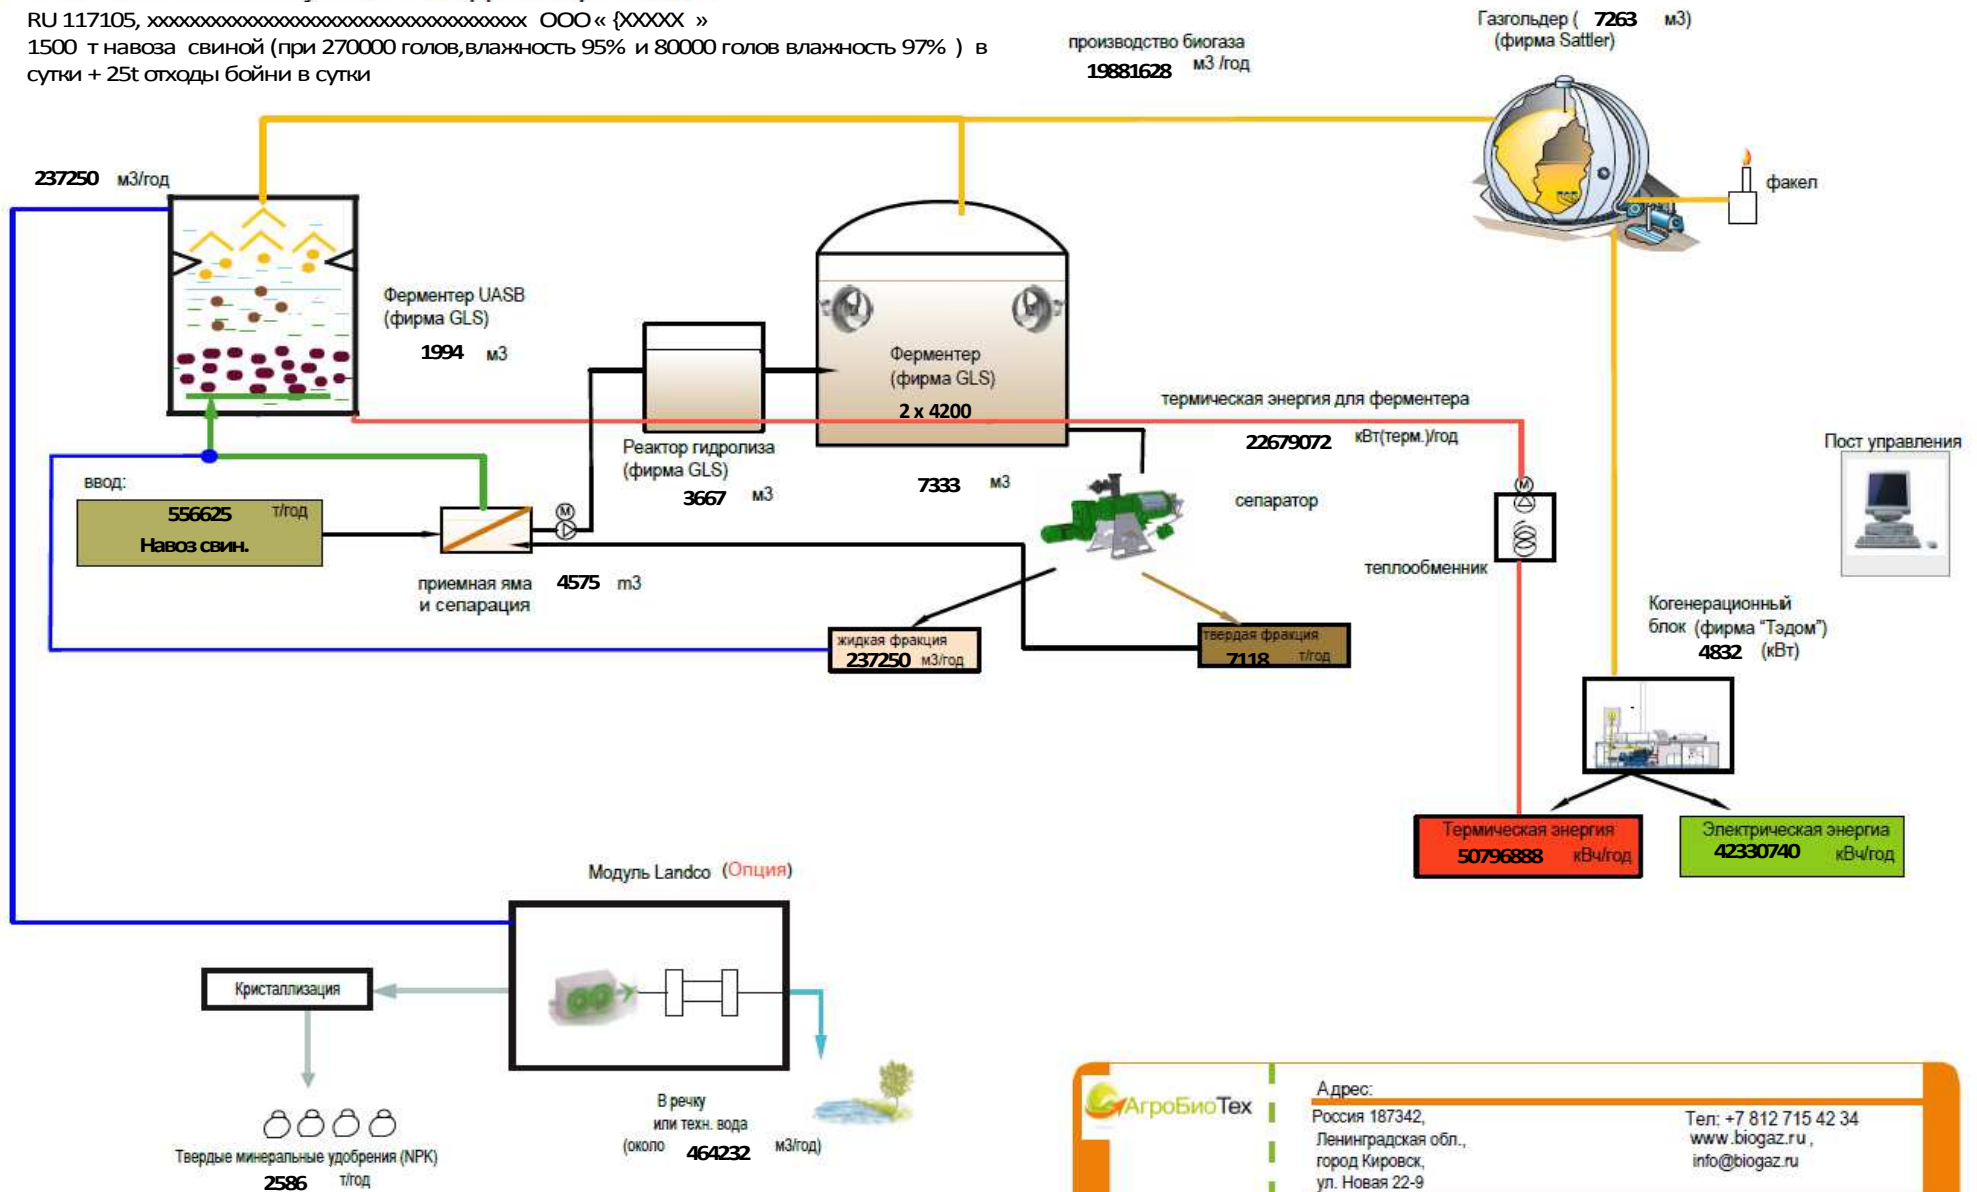 RU 117105, xxxxxxxxxxxxxxxxxxxxxxxxxxxxxxxxxxxx ООО « {XXXXX »
1500 т навоза свиной (при 270000 голов,влажность 95% и 80000 голов влажность 97% ) в
сутки + 25t отходы бойни в сутки
производство биогаза
19881628 м3 /год
Газгольдер ( 7263 м3)
(фирма Sattler)
факел
237250 м3/год
Ферментер UASB
(фирма GLS)
1994 м3
Ферментер
(фирма GLS)
2 x 4200
7333 м3
Реактор гидролиза
(фирма GLS)
3667 м3
термическая энергия для ферментера
22679072 кВт(терм.)/год
Пост управления
ввод:
556625 т/год
Навоз свин.
M
приемная яма 4575 m3
и сепарация
сепаратор
M
теплообменник
жидкая фракция
237250 м3/год
твердая фракция
7118 т/год
Когенерационный
блок (фирма "Тэдом")
4832 (кВт)
Термическая энергия
50796888 кВч/год
Электрическая энергиа
42330740 кВч/год
Модуль Landco (Опция)
Кристаллизация
Твердые минеральные удобрения (NPK)
2586 т/год
В речку
или техн. вода
(около 464232 м3/год)
АгроБиоТех
Адрес:
Россия 187342,
Ленинградская обл.,
город Кировск,
ул. Новая 22-9
Тел: +7 812 715 42 34
www.biogaz.ru ,
info@biogaz.ru